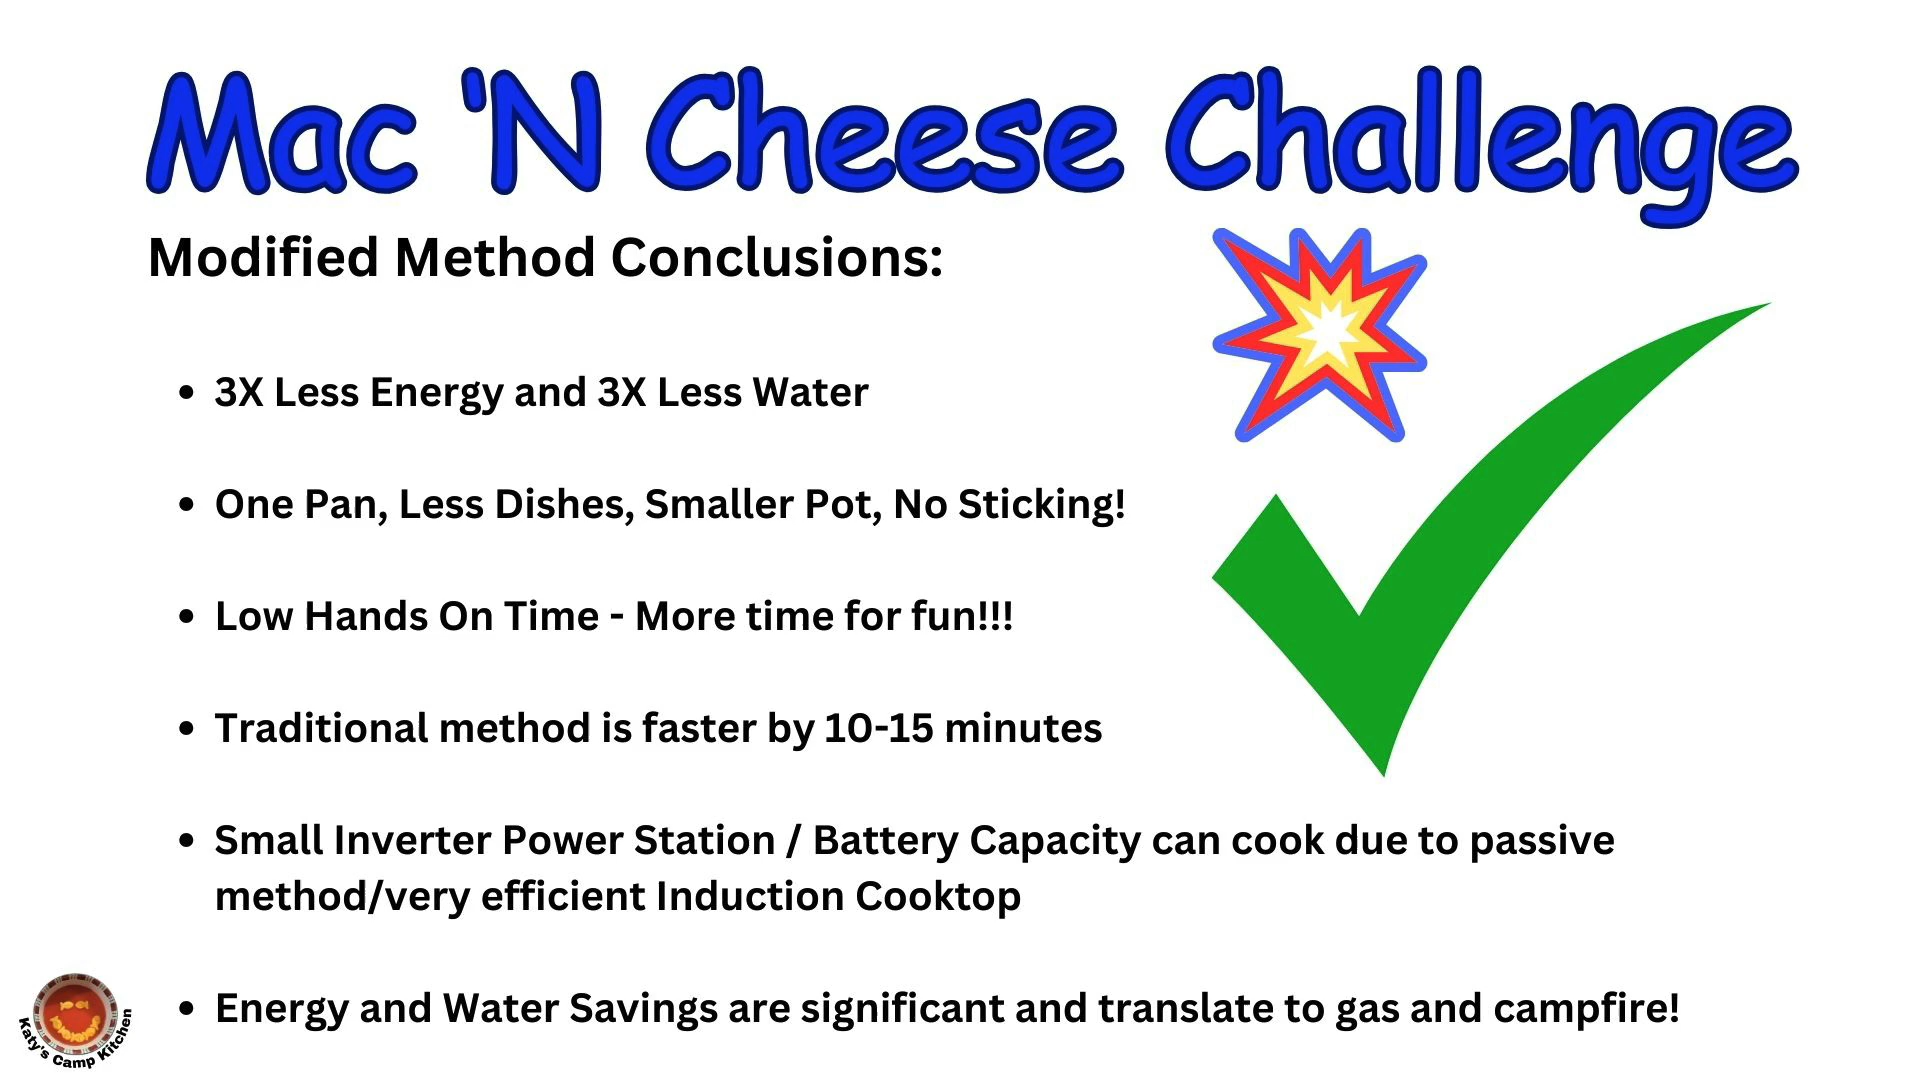 Mac 'N Cheese Challenge
Modified Method Conclusions:
• 3X Less Energy and 3X Less Water
• One Pan, Less Dishes, Smaller Pot, No Sticking!
• Low Hands On Time - More time for fun!!!
• Traditional method is faster by 10-15 minutes
• Small Inverter Power Station / Battery Capacity can cook due to passive
method/very efficient Induction Cooktop
• Energy and Water Savings are significant and translate to gas and campfire!
Katy's Camp Kitchen